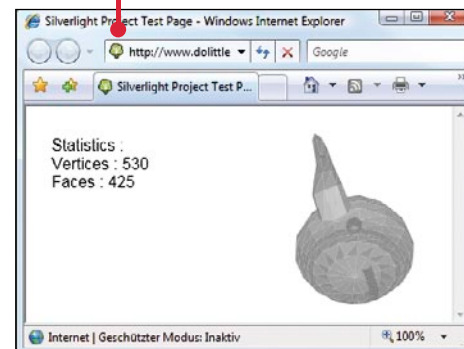 Silverlight Project Test Page - Windows Internet Explorer
http://www.dolittle
Google
Silverlight Project Test P...
Statistics :
Vertices : 530
Faces : 425
Internet | Geschützter Modus: Inaktiv
100%